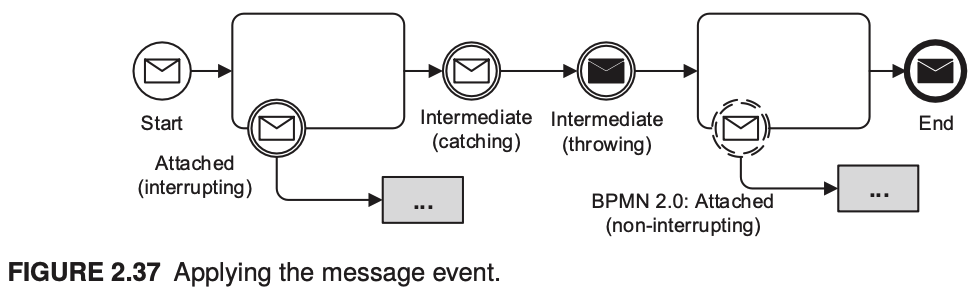 Start
Attached
(interrupting)
...
Intermediate
(catching)
Intermediate
(throwing)
BPMN 2.0: Attached
(non-interrupting)
...
End
FIGURE 2.37 Applying the message event.